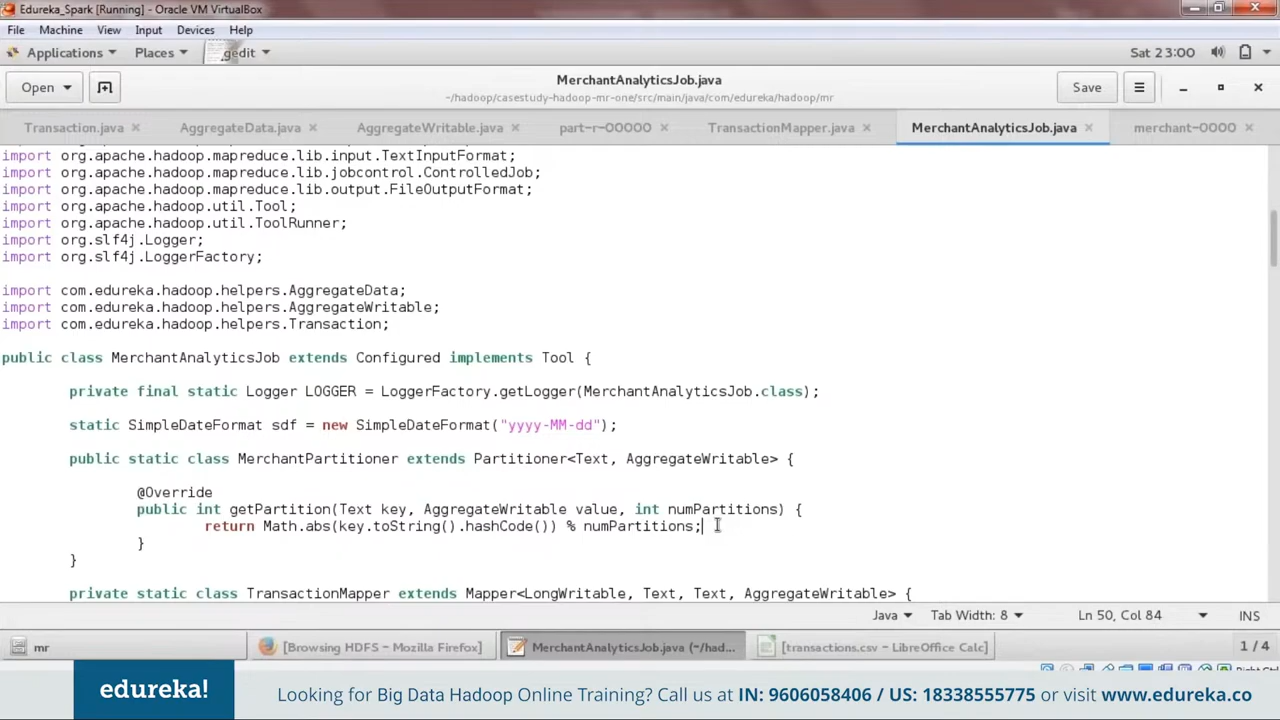 Edureka_Spark [Running] - Oracle VM VirtualBox
File Machine View Input Devices Help
Applications Places gedit Sat 23:00
Open MerchantAnalyticsJob.java Save
~/hadoop/casestudy-hadoop-mr-one/src/main/java/com/edureka/hadoop/mr
Transaction.java AggregateData.java AggregateWritable.java part-r-00000 TransactionMapper.java MerchantAnalyticsJob.java merchant-0000
import org.apache.hadoop.mapreduce.lib.input.TextInputFormat;
import org.apache.hadoop.mapreduce.lib.jobcontrol.ControlledJob;
import org.apache.hadoop.mapreduce.lib.output.FileOutputFormat;
import org.apache.hadoop.util.Tool;
import org.apache.hadoop.util.ToolRunner;
import org.slf4j.Logger;
import org.slf4j.LoggerFactory;
import com.edureka.hadoop.helpers.AggregateData;
import com.edureka.hadoop.helpers.AggregateWritable;
import com.edureka.hadoop.helpers.Transaction;
public class MerchantAnalyticsJob extends Configured implements Tool {
private final static Logger LOGGER = LoggerFactory.getLogger(MerchantAnalyticsJob.class);
static SimpleDateFormat sdf = new SimpleDateFormat("yyyy-MM-dd");
public static class MerchantPartitioner extends Partitioner<Text, AggregateWritable> {
@Override
public int getPartition(Text key, AggregateWritable value, int numPartitions) {
return Math.abs(key.toString().hashCode()) % numPartitions;
}
}
private static class TransactionMapper extends Mapper<LongWritable, Text, Text, AggregateWritable> {
Java Tab Width: 8 Ln 50, Col 84 INS
mr [Browsing HDFS - Mozilla Firefox] MerchantAnalyticsJob.java (~/had... [transactions.csv - LibreOffice Calc] 1 / 4
edureka! Looking for Big Data Hadoop Online Training? Call us at IN: 9606058406 / US: 18338555775 or visit www.edureka.co